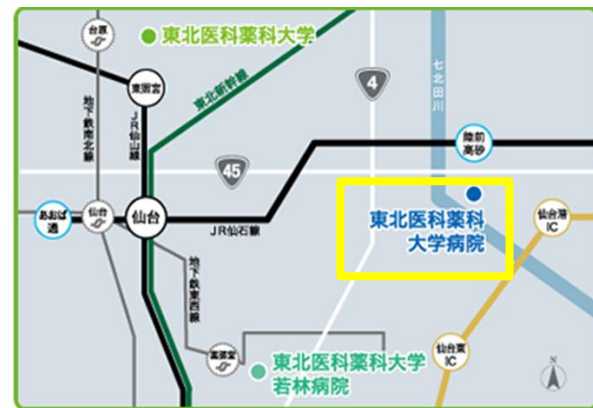 台原
東北医科薬科大学
東照宮
東北新幹線
4
七北田川
地下鉄南北線
JR仙山線
陸前
高砂
45
あおば
通
仙台
仙台
JR仙石線
東北医科薬科
大学病院
仙台港
IC
地下鉄東西線
薬師堂
東北医科薬科大学
若林病院
仙台東
IC
N